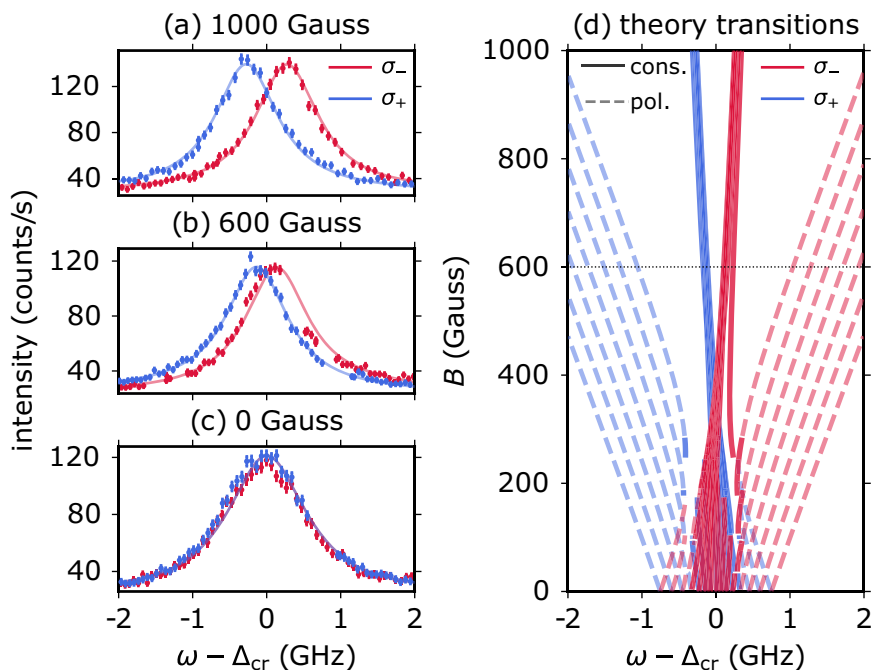 (a) 1000 Gauss
120
80
40
σ₋
σ₊
(b) 600 Gauss
120
80
40
(c) 0 Gauss
120
80
40
-2
-1
0
1
2
intensity (counts/s)
ω − Δcr (GHz)
(d) theory transitions
1000
800
600
400
200
0
B (Gauss)
cons.
pol.
σ₋
σ₊
-2
-1
0
1
2
ω − Δcr (GHz)